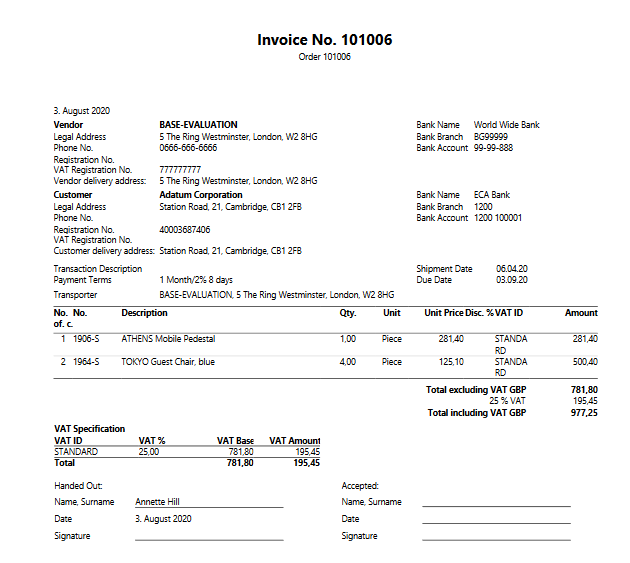 Invoice No. 101006
Order 101006
3. August 2020
Vendor BASE-EVALUATION Bank Name World Wide Bank
Legal Address 5 The Ring Westminster, London, W2 8HG Bank Branch BG99999
Phone No. 0666-666-6666 Bank Account 99-99-888
Registration No.
VAT Registration No. 777777777
Vendor delivery address: 5 The Ring Westminster, London, W2 8HG
Customer Adatum Corporation Bank Name ECA Bank
Legal Address Station Road, 21, Cambridge, CB1 2FB Bank Branch 1200
Phone No. Bank Account 1200 100001
Registration No. 40003687406
VAT Registration No.
Customer delivery address: Station Road, 21, Cambridge, CB1 2FB
Transaction Description Shipment Date 06.04.20
Payment Terms 1 Month/2% 8 days Due Date 03.09.20
Transporter BASE-EVALUATION, 5 The Ring Westminster, London, W2 8HG
No. No. Description Qty. Unit Unit Price Disc. % VAT ID Amount
of. c.
1 1906-S ATHENS Mobile Pedestal 1,00 Piece 281,40 STANDA 281,40
RD
2 1964-S TOKYO Guest Chair, blue 4,00 Piece 125,10 STANDA 500,40
RD
Total excluding VAT GBP 781,80
25 % VAT 195,45
Total including VAT GBP 977,25
VAT Specification
VAT ID VAT % VAT Base VAT Amount
STANDARD 25,00 781,80 195,45
Total 781,80 195,45
Handed Out: Accepted:
Name, Surname Annette Hill Name, Surname
Date 3. August 2020 Date
Signature Signature